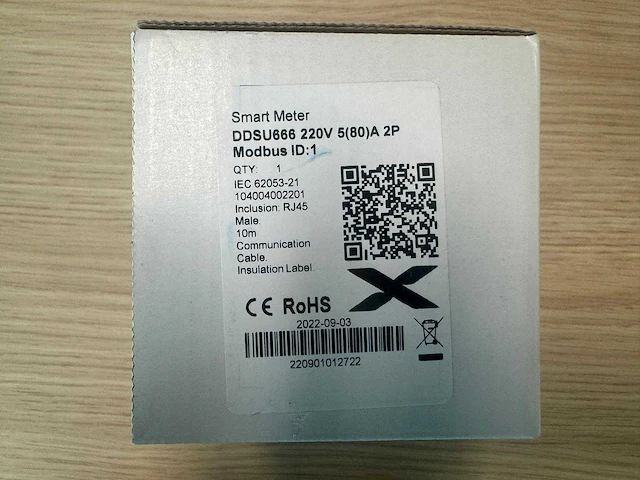 Smart Meter
DDSU666 220V 5(80)A 2P
Modbus ID:1
QTY: 1
IEC 62053-21
104004002201
Inclusion: RJ45
Male.
10m
Communication
Cable.
Insulation Label.
CE RoHS
2022-09-03
220901012722